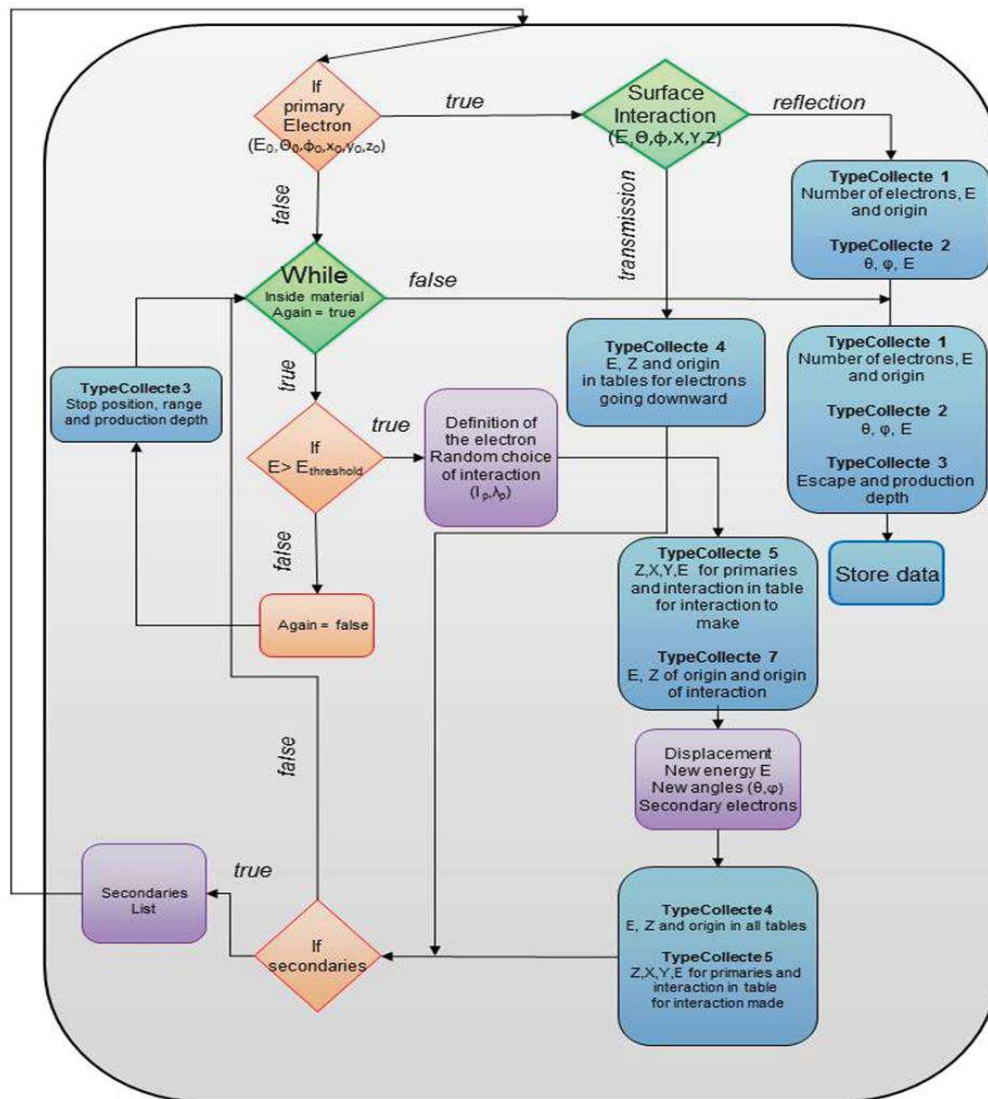 If
primary
Electron
(E₀,Θ₀,ϕ₀,x₀,y₀,z₀)
true
Surface
Interaction
(E,Θ,ϕ,X,Y,Z)
reflection
TypeCollecte 1
Number of electrons, E
and origin
TypeCollecte 2
θ, φ, E
false
transmission
While
Inside material
Again = true
false
TypeCollecte 4
E, Z and origin
in tables for electrons
going downward
TypeCollecte 1
Number of electrons, E
and origin
TypeCollecte 2
θ, φ, E
TypeCollecte 3
Escape and production
depth
Store data
TypeCollecte 3
Stop position, range
and production depth
true
If
E> Ethreshold
true
Definition of
the electron
Random choice
of interaction
(Iₚ,λₚ)
false
Again = false
TypeCollecte 5
Z,X,Y,E for primaries
and interaction in table
for interaction to
make
TypeCollecte 7
E, Z of origin and origin
of interaction
Displacement
New energy E
New angles (θ,φ)
Secondary electrons
TypeCollecte4
E, Z and origin in all tables
TypeCollecte5
Z,X,Y,E for primaries and
interaction in table
for interaction made
false
If
secondaries
true
Secondaries
List